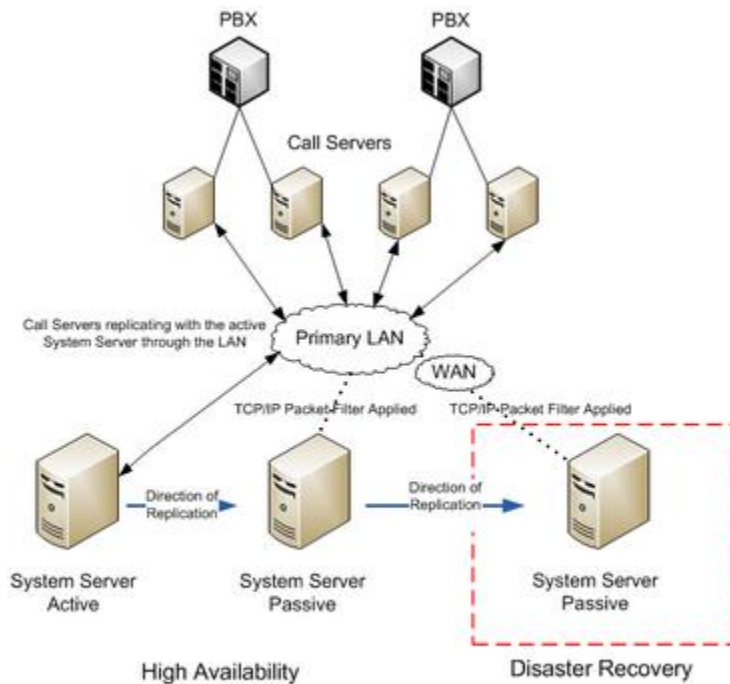 PBX
PBX
Call Servers
Call Servers replicating with the active
System Server through the LAN
Primary LAN
WAN
TCP/IP Packet Filter Applied
TCP/IP Packet Filter Applied
Direction of
Replication
Direction of
Replication
System Server
Active
System Server
Passive
System Server
Passive
High Availability
Disaster Recovery